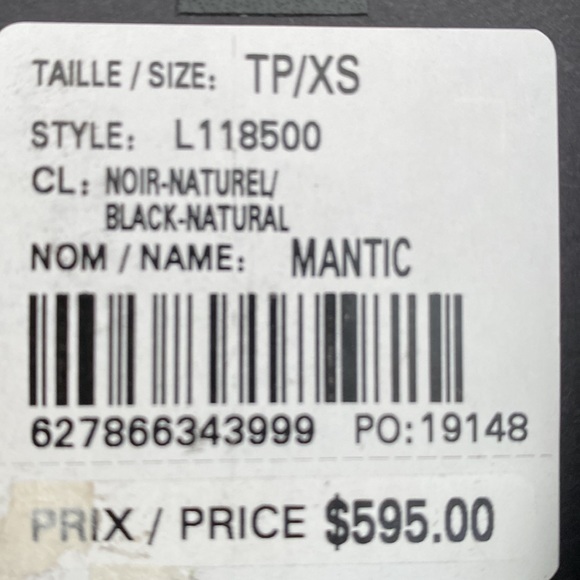 TAILLE / SIZE: TP/XS
STYLE: L118500
CL: NOIR-NATUREL/
BLACK-NATURAL
NOM / NAME: MANTIC
627866343999 PO:19148
PRIX / PRICE $595.00